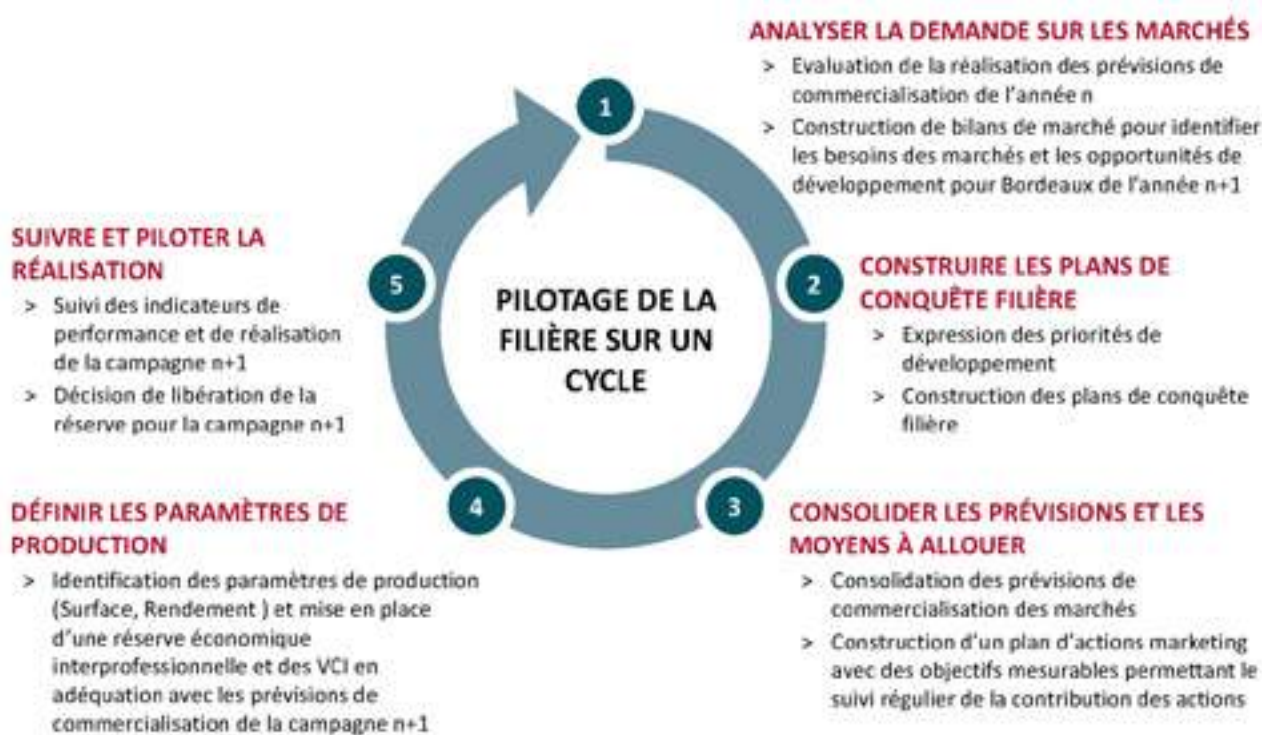 ANALYSER LA DEMANDE SUR LES MARCHÉS
> Evaluation de la réalisation des prévisions de
commercialisation de l'année n
> Construction de bilans de marché pour identifier
les besoins des marchés et les opportunités de
développement pour Bordeaux de l'année n+1
1
2
CONSTRUIRE LES PLANS DE
CONQUÊTE FILIÈRE
> Expression des priorités de
développement
> Construction des plans de conquête
filière
3
CONSOLIDER LES PRÉVISIONS ET LES
MOYENS À ALLOUER
> Consolidation des prévisions de
commercialisation des marchés
> Construction d'un plan d'actions marketing
avec des objectifs mesurables permettant le
suivi régulier de la contribution des actions
4
DÉFINIR LES PARAMÈTRES DE
PRODUCTION
> Identification des paramètres de production
(Surface, Rendement ) et mise en place
d'une réserve économique
interprofessionnelle et des VCI en
adéquation avec les prévisions de
commercialisation de la campagne n+1
5
SUIVRE ET PILOTER LA
RÉALISATION
> Suivi des indicateurs de
performance et de réalisation
de la campagne n+1
> Décision de libération de la
réserve pour la campagne n+1
PILOTAGE DE LA
FILIÈRE SUR UN
CYCLE